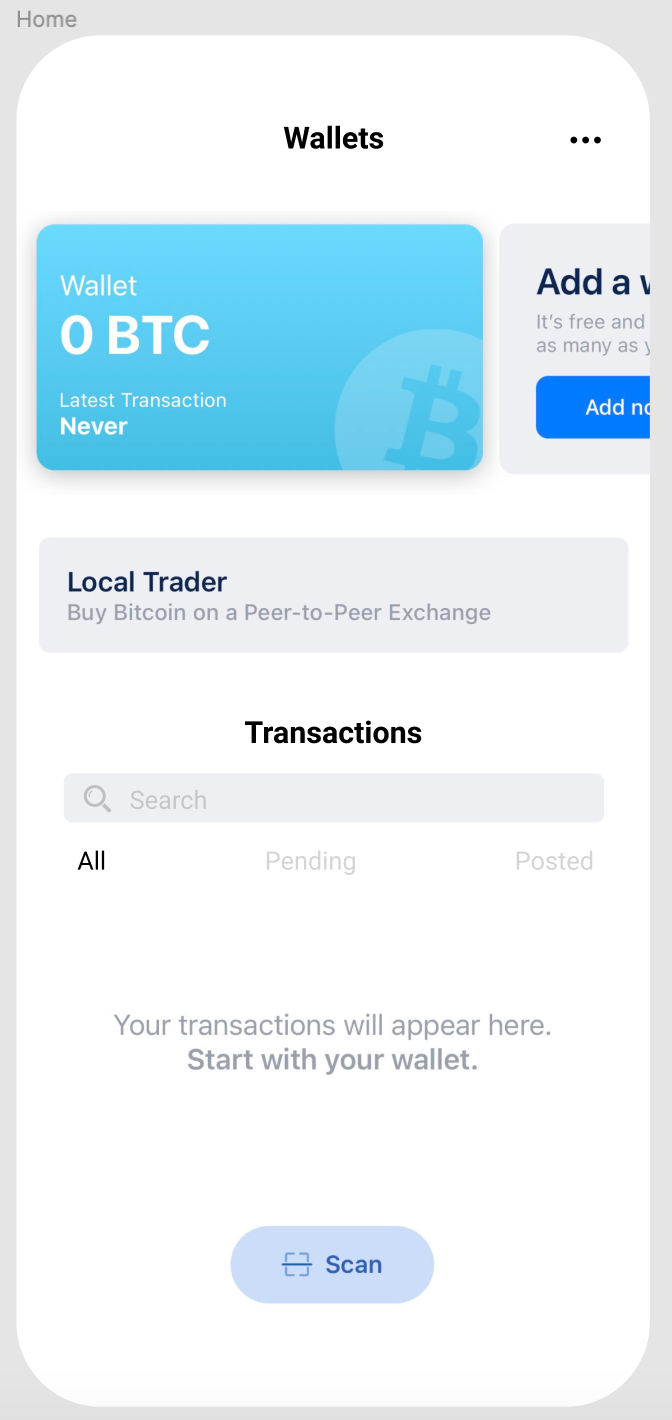 Home
Wallets
Wallet
0 BTC
Latest Transaction
Never
Add a
It's free and
as many as
Add
Local Trader
Buy Bitcoin on a Peer-to-Peer Exchange
Transactions
Search
All Pending Posted
Your transactions will appear here.
Start with your wallet.
Scan